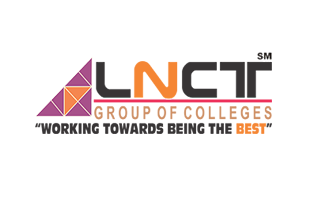 LNCT SM
GROUP OF COLLEGES
“WORKING TOWARDS BEING THE BEST”